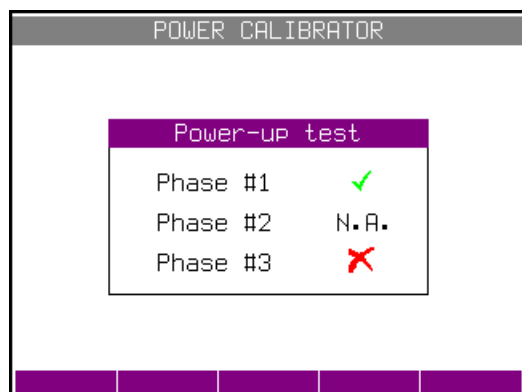 POWER CALIBRATOR
Power-up test
Phase #1
Phase #2 N.A.
Phase #3